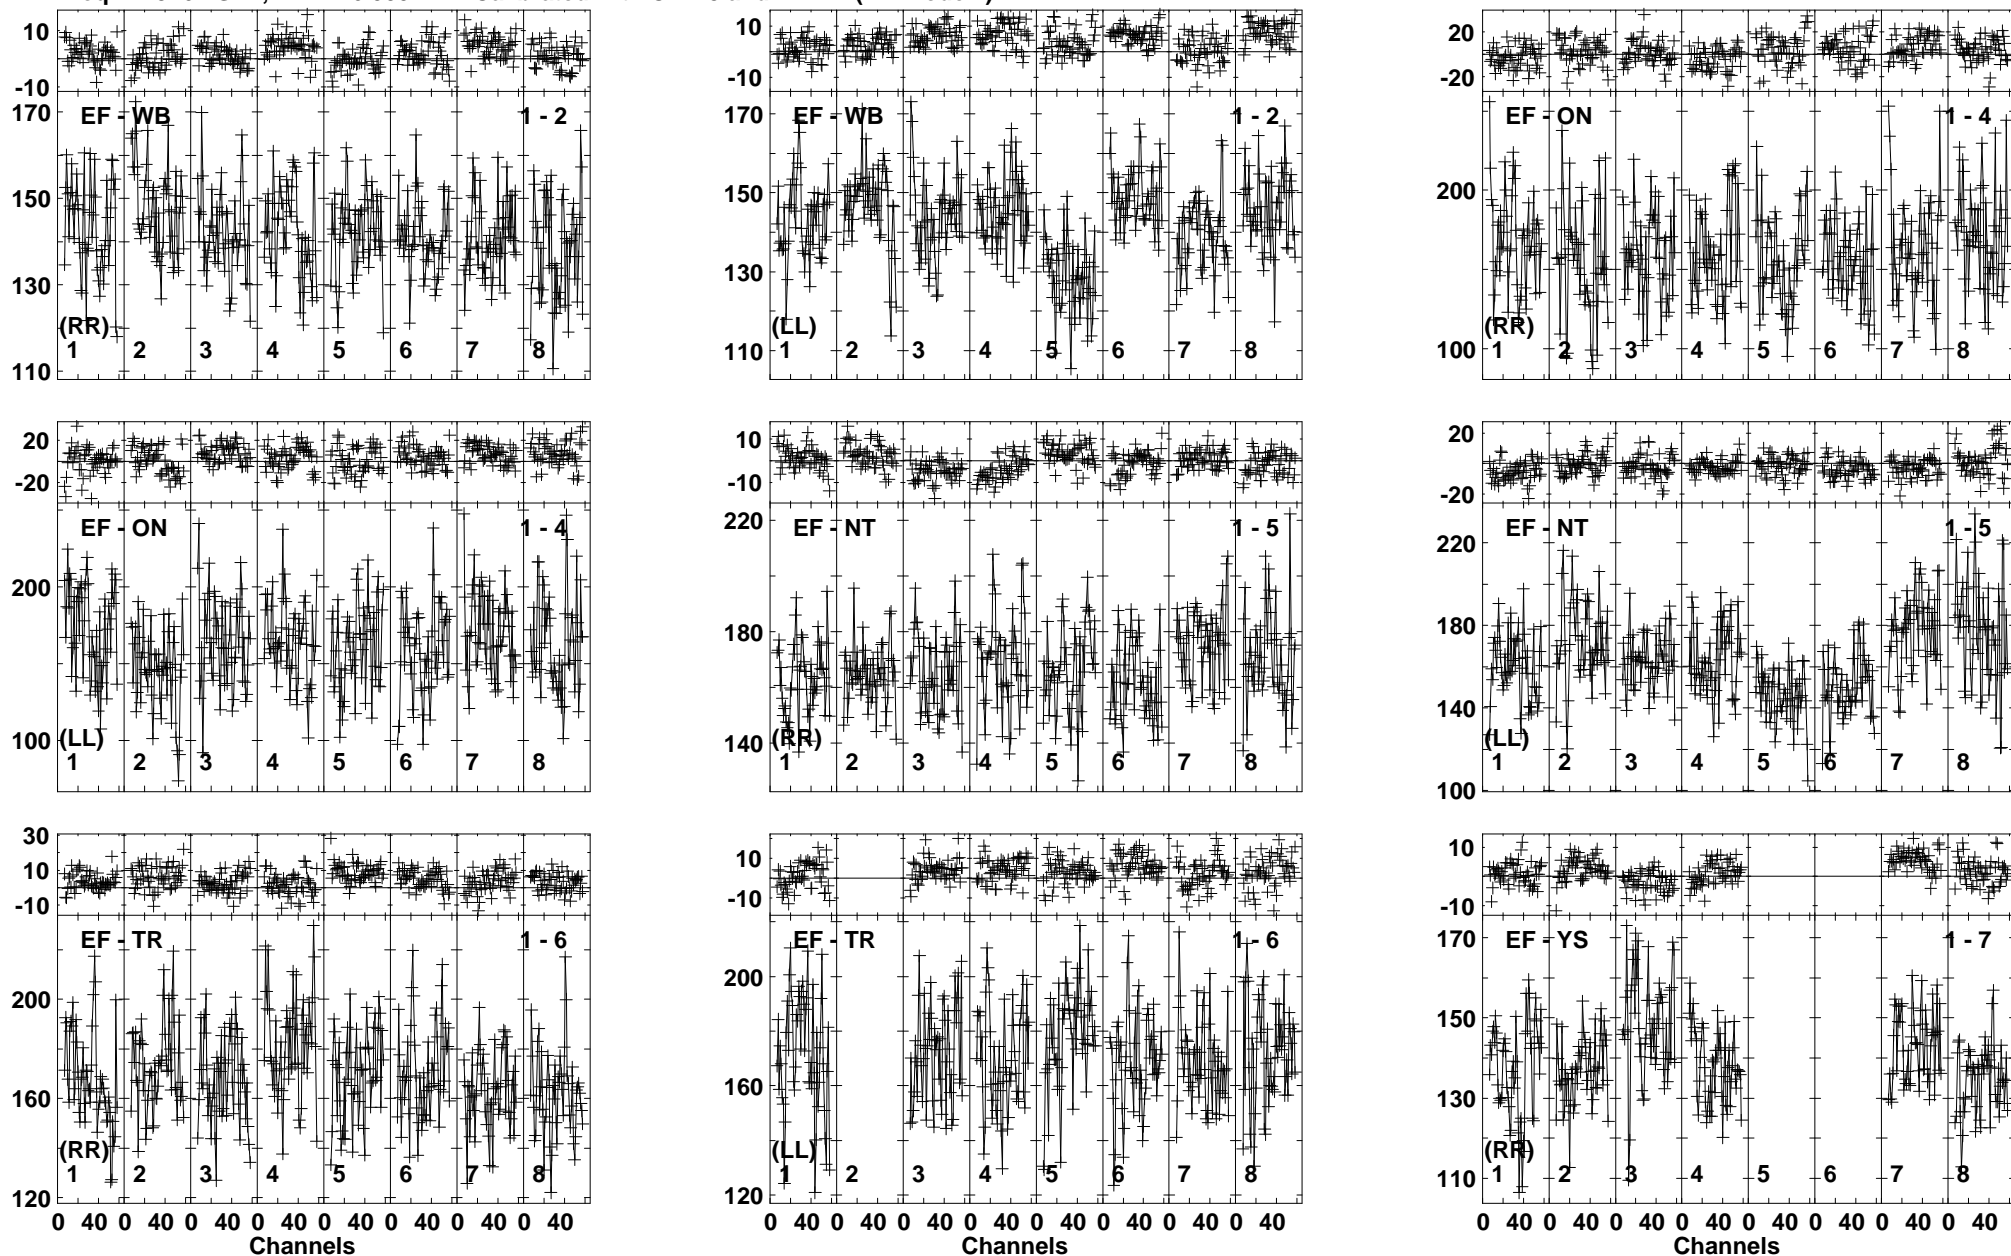 10 10 20
-10 -10 -20
170 EF - WB 1 - 2 170 EF - WB 1 - 2 EF - ON 1 - 4
150 150 200
130 130
(RR) (LL) (RR)
1 2 3 4 5 6 7 8 1 2 3 4 5 6 7 8 100 1 2 3 4 5 6 7 8
110 110
20 10 20
-20 -10 -20
EF - ON 1 - 4 220 EF - NT 1 - 5 EF - NT 1 - 5
220
200 180 180
100 (LL) 140 (RR) 140 (LL)
1 2 3 4 5 6 7 8 1 2 3 4 5 6 7 8 1 2 3 4 5 6 7 8
100
30
10 10 10
-10 -10 -10
EF - TR 1 - 6 EF - TR 1 - 6 170 EF - YS 1 - 7
200 200 150
160 160 130
(RR) (LL) (RR)
1 2 3 4 5 6 7 8 1 2 3 4 5 6 7 8 110 1 2 3 4 5 6 7 8
120 120
0 40 0 40 0 40 0 40 0 40 0 40 0 40 0 40 0 40 0 40 0 40 0 40 0 40 0 40 0 40 0 40 0 40 0 40 0 40 0 40 0 40 0 40 0 40 0 40
Channels Channels Channels